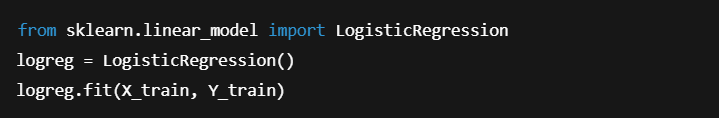 from sklearn.linear_model import LogisticRegression
logreg = LogisticRegression()
logreg.fit(X_train, Y_train)